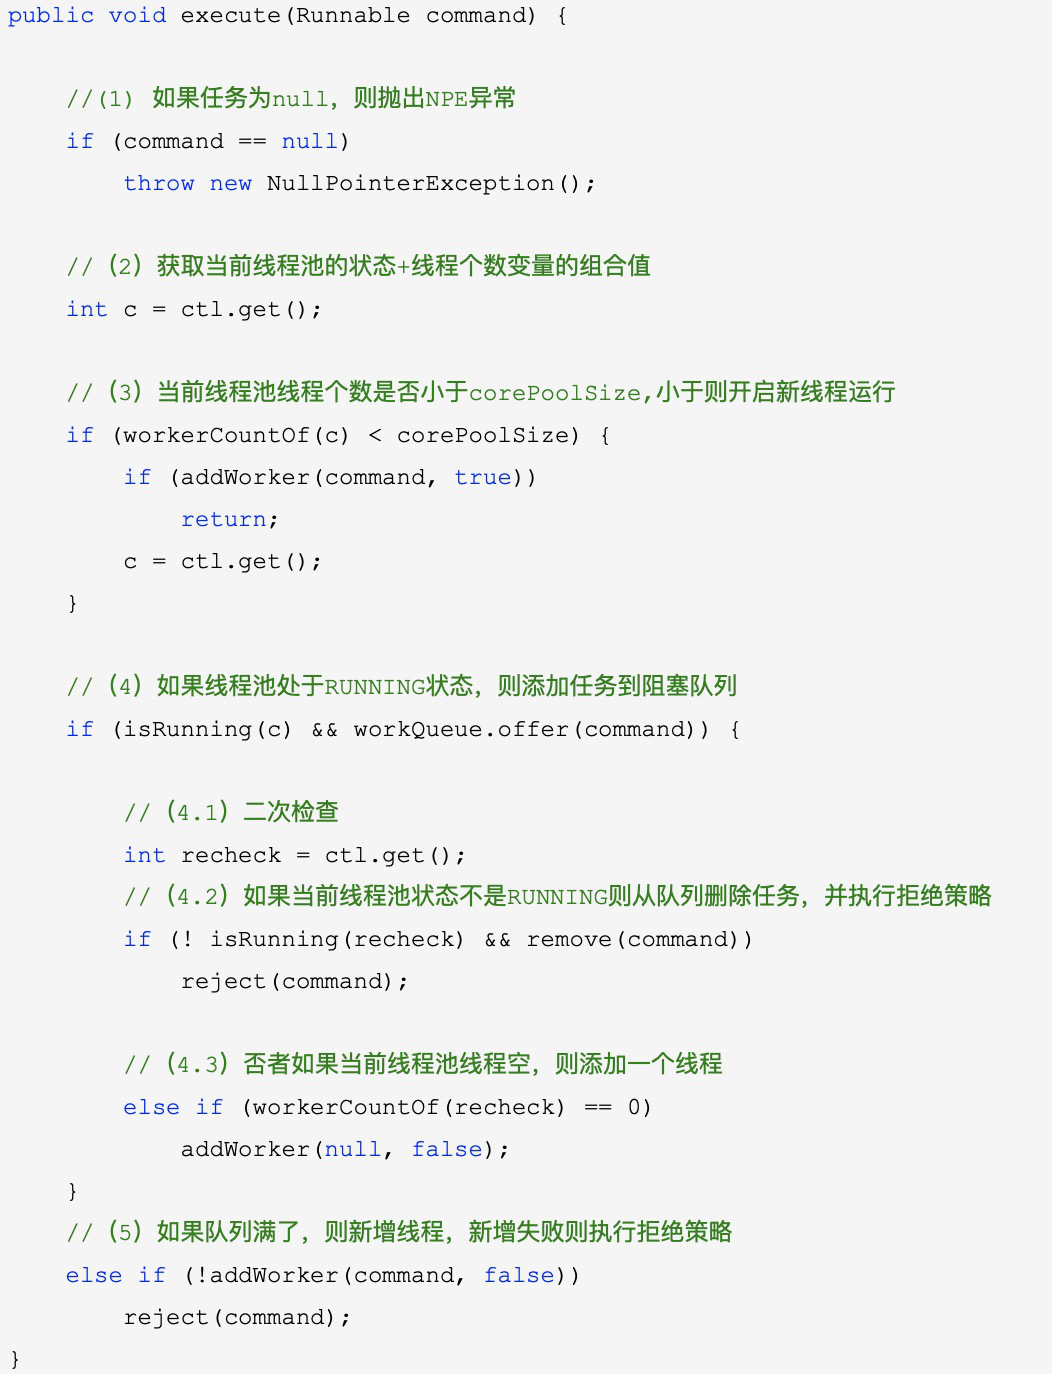 public void execute(Runnable command) {
    //(1) 如果任务为null，则抛出NPE异常
    if (command == null)
        throw new NullPointerException();
    //（2）获取当前线程池的状态+线程个数变量的组合值
    int c = ctl.get();
    //（3）当前线程池线程个数是否小于corePoolSize,小于则开启新线程运行
    if (workerCountOf(c) < corePoolSize) {
        if (addWorker(command, true))
            return;
        c = ctl.get();
    }
    //（4）如果线程池处于RUNNING状态，则添加任务到阻塞队列
    if (isRunning(c) && workQueue.offer(command)) {
        //（4.1）二次检查
        int recheck = ctl.get();
        //（4.2）如果当前线程池状态不是RUNNING则从队列删除任务，并执行拒绝策略
        if (! isRunning(recheck) && remove(command))
            reject(command);
        //（4.3）否者如果当前线程池线程空，则添加一个线程
        else if (workerCountOf(recheck) == 0)
            addWorker(null, false);
    }
    //（5）如果队列满了，则新增线程，新增失败则执行拒绝策略
    else if (!addWorker(command, false))
        reject(command);
}